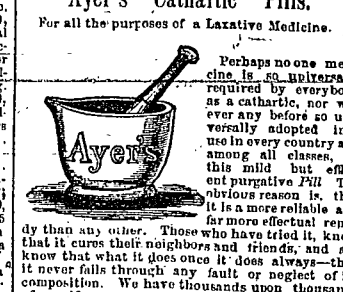 Ayer's Cathartic Pills.
For all the purposes of a Laxative Medicine.
Perhaps no one me
cine is so universa
required by everybo
as a cathartic, nor w
ever any before so u
versally adopted in
use in every country a
among all classes,
this mild but eff
ent purgative Pill T
obvious reason is, th
it is a more reliable a
far more effectual rem
Ayer's
dy than any other. Those who have tried it, know
that it cures their neighbors and friends, and
know that what it does once it does always—th
it never fails through any fault or neglect of
composition. We have thousands upon thousan